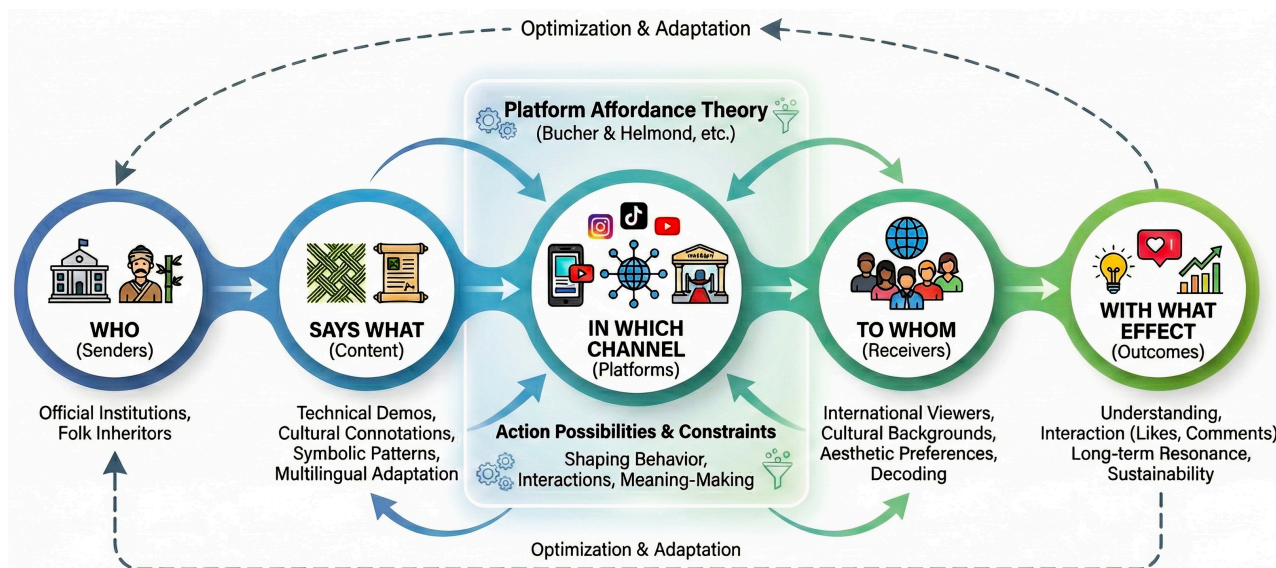 Optimization & Adaptation
Platform Affordance Theory
(Bucher & Helmond, etc.)
WHO
(Senders)
Official Institutions,
Folk Inheritors
SAYS WHAT
(Content)
Technical Demos,
Cultural Connotations,
Symbolic Patterns,
Multilingual Adaptation
IN WHICH
CHANNEL
(Platforms)
Action Possibilities & Constraints
Shaping Behavior,
Interactions, Meaning-Making
TO WHOM
(Receivers)
International Viewers,
Cultural Backgrounds,
Aesthetic Preferences,
Decoding
WITH WHAT
EFFECT
(Outcomes)
Understanding,
Interaction (Likes, Comments)
Long-term Resonance,
Sustainability
Optimization & Adaptation